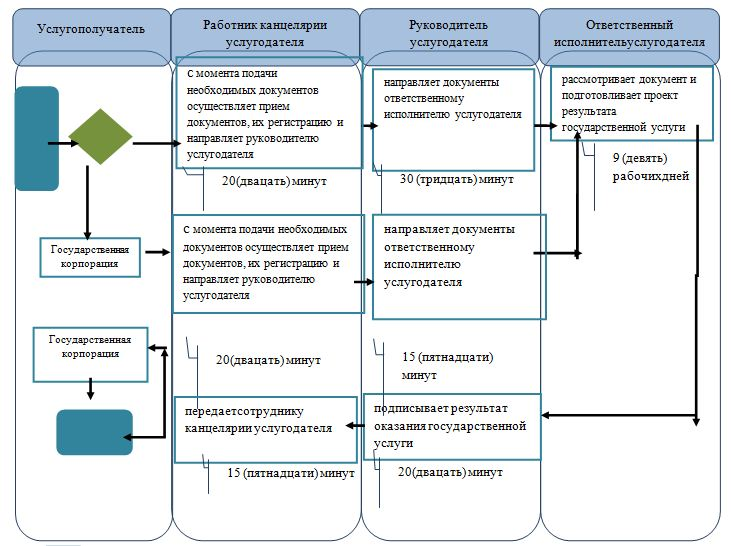 Услугополучатель
Работник канцелярии
услугодателя
Руководитель
услугодателя
Ответственный
исполнительуслугодателя
с момента подачи
необходимых документов
осуществляет прием
документов, их регистрацию и
направляет руководителю
услугодателя
20(двацать)минут
направляет документы
ответственному
исполнителю услугодателя
30 (тридцать) минут
рассмотривает документ и
подготовливает проект
результата
государственной услуги
9 (девять)
рабочихдней
Государственная
корпорация
с момента подачи необходимых
документов осуществляет прием
документов, их регистрацию и
направляет руководителю
услугодателя
20(двацать)минут
направляет документы
ответственному
исполнителю
услугодателя
15 (пятнадцати)
минут
Государственная
корпорация
передаетсотруднику
канцелярии услугодателя
15 (пятнадцати) минут
подписывает результат
оказания государственной
услуги
20(двацать)минут